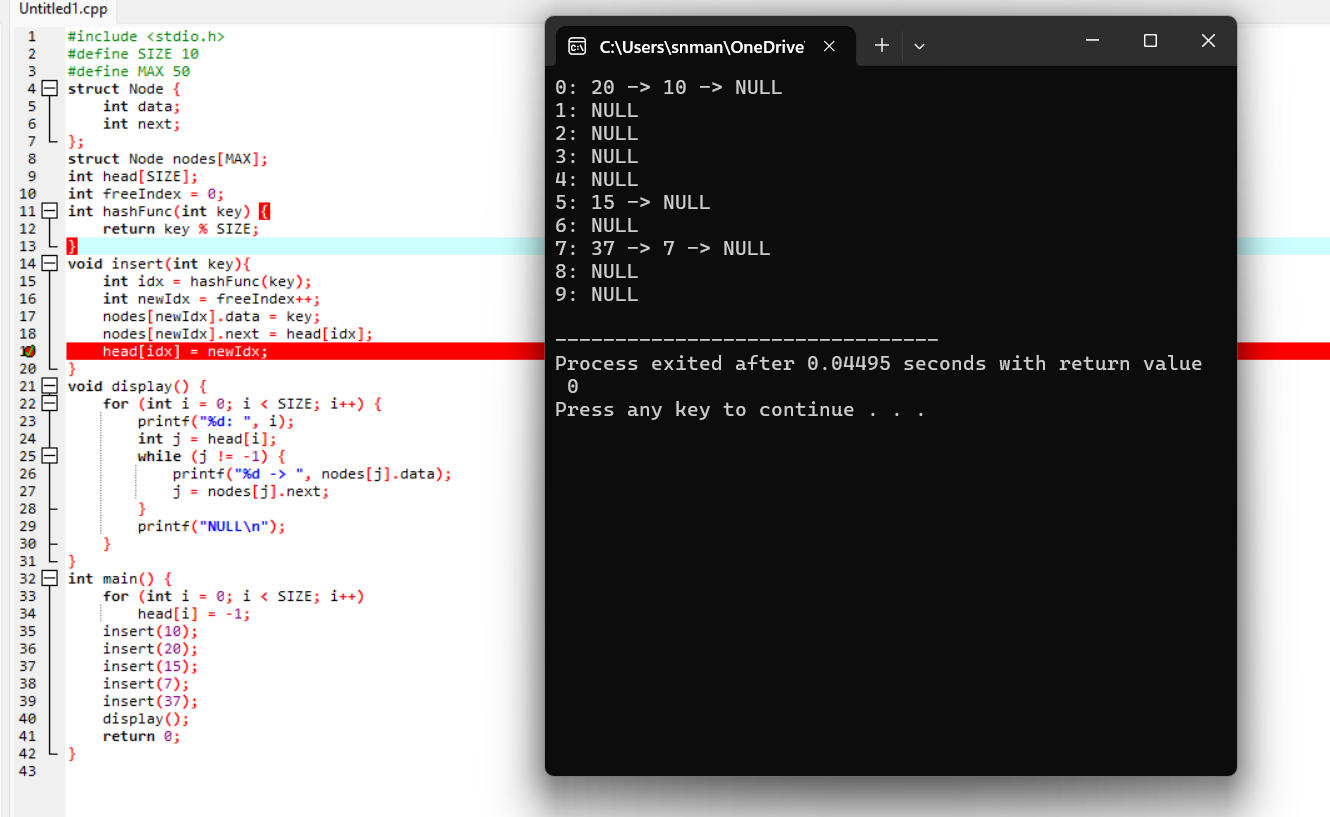 Untitled1.cpp
1 #include <stdio.h>
2 #define SIZE 10
3 #define MAX 50
4 struct Node {
5     int data;
6     int next;
7 };
8 struct Node nodes[MAX];
9 int head[SIZE];
10 int freeIndex = 0;
11 int hashFunc(int key) {
12     return key % SIZE;
13 }
14 void insert(int key){
15     int idx = hashFunc(key);
16     int newIdx = freeIndex++;
17     nodes[newIdx].data = key;
18     nodes[newIdx].next = head[idx];
    head[idx] = newIdx;
20 }
21 void display() {
22     for (int i = 0; i < SIZE; i++) {
23         printf("%d: ", i);
24         int j = head[i];
25         while (j != -1) {
26             printf("%d -> ", nodes[j].data);
27             j = nodes[j].next;
28         }
29         printf("NULL\n");
30     }
31 }
32 int main() {
33     for (int i = 0; i < SIZE; i++)
34         head[i] = -1;
35     insert(10);
36     insert(20);
37     insert(15);
38     insert(7);
39     insert(37);
40     display();
41     return 0;
42 }
43
C:\Users\snman\OneDrive
0: 20 -> 10 -> NULL
1: NULL
2: NULL
3: NULL
4: NULL
5: 15 -> NULL
6: NULL
7: 37 -> 7 -> NULL
8: NULL
9: NULL
--------------------------------
Process exited after 0.04495 seconds with return value
 0
Press any key to continue . . .